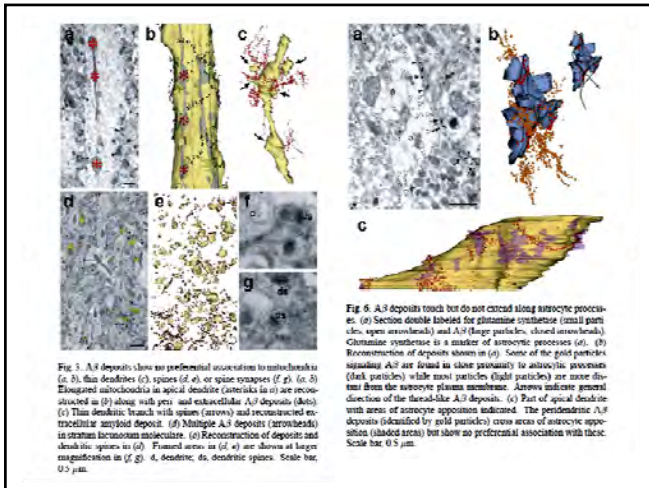 a
b
c
d
e
f
g
Fig. 5. Aβ deposits show no preferential association to mitochondria
(a, b), thin dendrites (c), spines (d, e), or spine synapses (f, g). (a, b)
Elongated mitochondria in apical dendrite (asterisks in a) are recon-
structed in (b) along with peri- and extracellular Aβ deposits (dots).
(c) Thin dendritic branch with spines (arrows) and reconstructed ex-
tracellular amyloid deposit. (d) Multiple Aβ deposits (arrowheads)
in stratum lacunosum moleculare. (e) Reconstruction of deposits and
dendritic spines in (d). Framed areas in (d, e) are shown at larger
magnification in (f, g). d, dendrite; ds, dendritic spines. Scale bar,
0.5 μm.
a
b
c
Fig. 6. Aβ deposits touch but do not extend along astrocyte process-
es. (a) Section double labeled for glutamine synthetase (small parti-
cles, open arrowheads) and Aβ (large particles, closed arrowheads).
Glutamine synthetase is a marker of astrocytic processes (a). (b)
Reconstruction of deposits shown in (a). Some of the gold particles
signaling Aβ are found in close proximity to astrocytic processes
(dark particles) while most particles (light particles) are more dis-
tant from the astrocyte plasma membrane. Arrows indicate general
direction of the thread-like Aβ deposits. (c) Part of apical dendrite
with areas of astrocyte apposition indicated. The peridendritic Aβ
deposits (identified by gold particles) cross areas of astrocyte appo-
sition (shaded areas) but show no preferential association with these.
Scale bar, 0.5 μm.